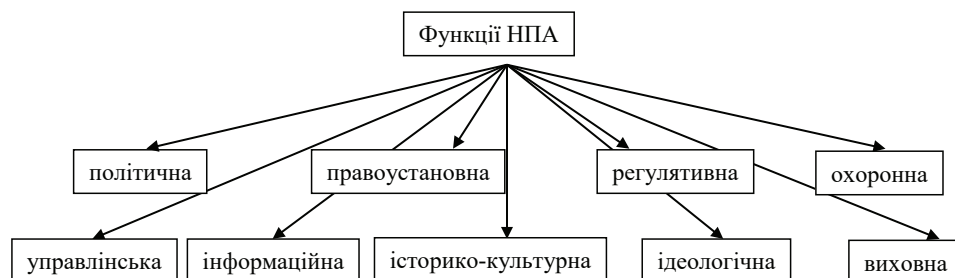 Функції НПА
політична
правоустановна
регулятивна
охоронна
управлінська
інформаційна
історико-культурна
ідеологічна
виховна